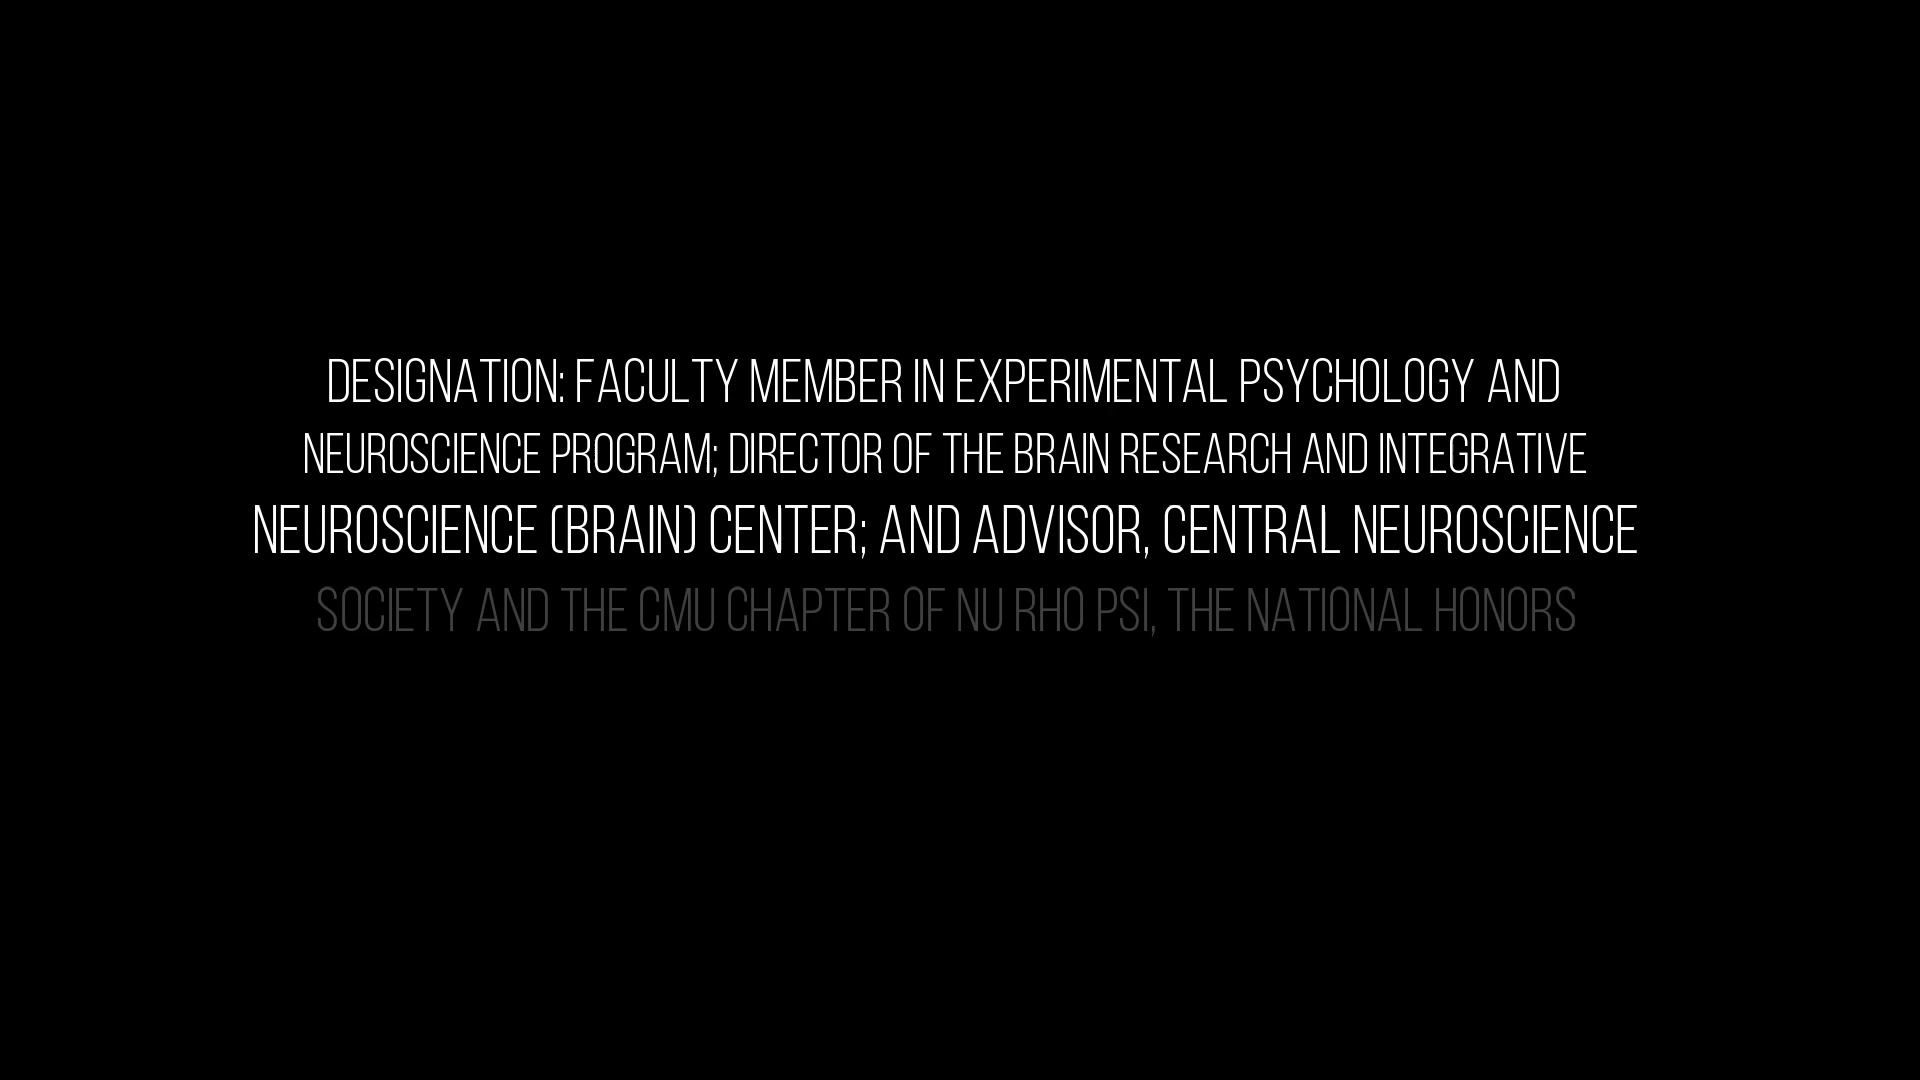 DESIGNATION: FACULTY MEMBER IN EXPERIMENTAL PSYCHOLOGY AND
NEUROSCIENCE PROGRAM; DIRECTOR OF THE BRAIN RESEARCH AND INTEGRATIVE
NEUROSCIENCE (BRAIN) CENTER; AND ADVISOR, CENTRAL NEUROSCIENCE
SOCIETY AND THE CMU CHAPTER OF NU RHO PSI, THE NATIONAL HONORS